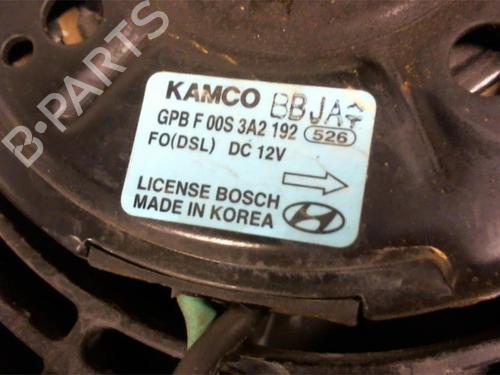 B-PARTS
KAMCO BBJA
GPB F 00S 3A2 192 526
FO(DSL) DC 12V
LICENSE BOSCH
MADE IN KOREA